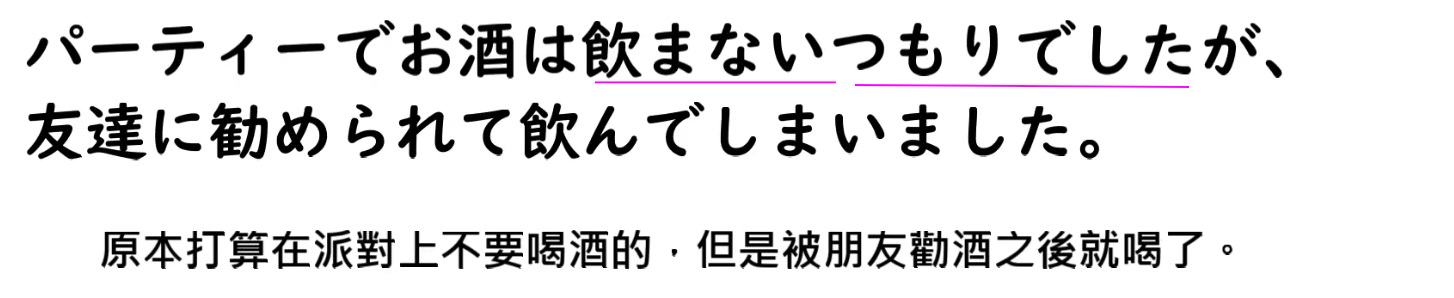 パーティーでお酒は飲まないつもりでしたが、
友達に勧められて飲んでしまいました。
原本打算在派對上不要喝酒的，但是被朋友勸酒之後就喝了。